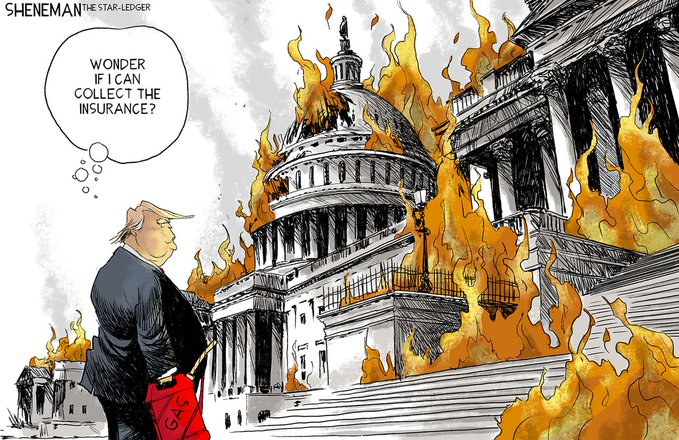 SHENEMAN THE STAR-LEDGER
WONDER
IF I CAN
COLLECT THE
INSURANCE?
GAS